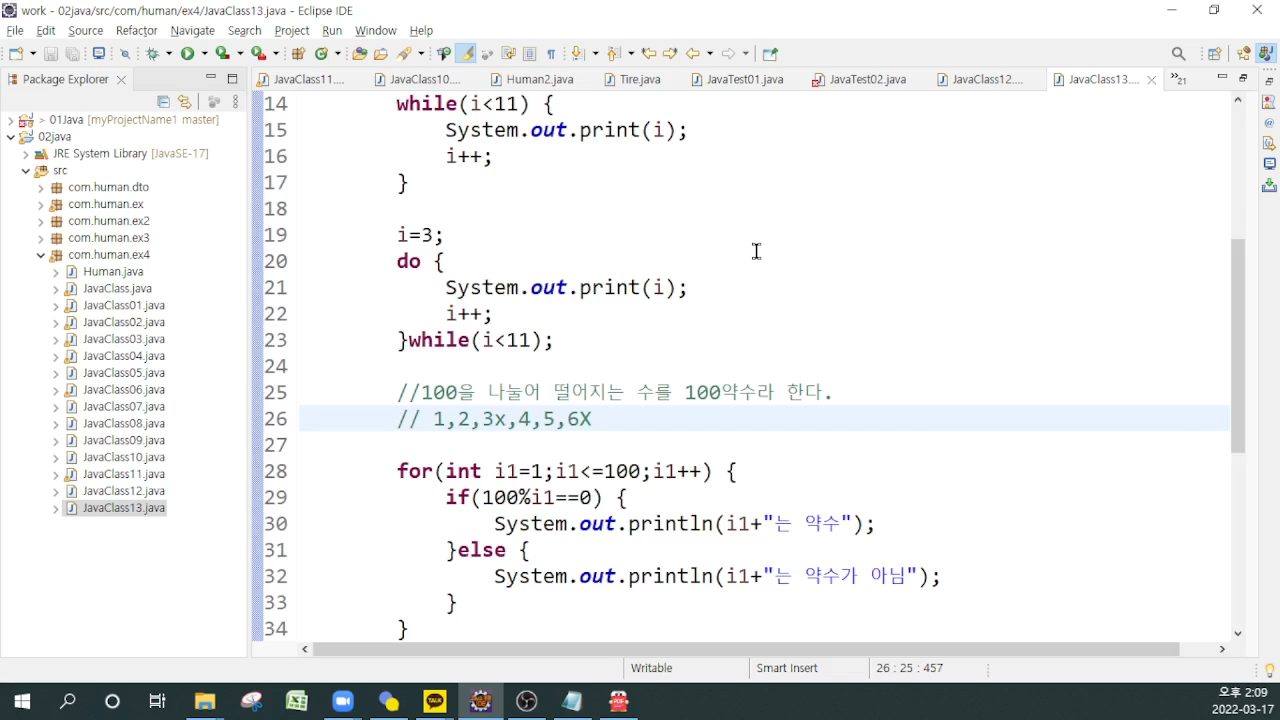 work - 02java/src/com/human/ex4/JavaClass13.java - Eclipse IDE
File Edit Source Refactor Navigate Search Project Run Window Help
Package Explorer
JavaClass11....
JavaClass10....
Human2.java
Tire.java
JavaTest01.java
JavaTest02.java
JavaClass12....
JavaClass13....
21
> 01Java [myProjectName1 master]
02java
JRE System Library [JavaSE-17]
src
com.human.dto
com.human.ex
com.human.ex2
com.human.ex3
com.human.ex4
Human.java
JavaClass.java
JavaClass01.java
JavaClass02.java
JavaClass03.java
JavaClass04.java
JavaClass05.java
JavaClass06.java
JavaClass07.java
JavaClass08.java
JavaClass09.java
JavaClass10.java
JavaClass11.java
JavaClass12.java
JavaClass13.java
14 while(i<11) {
15 System.out.print(i);
16 i++;
17 }
18
19 i=3;
20 do {
21 System.out.print(i);
22 i++;
23 }while(i<11);
24
25 //100을 나눌어 떨어지는 수를 100약수라 한다.
26 // 1,2,3x,4,5,6X
27
28 for(int i1=1;i1<=100;i1++) {
29 if(100%i1==0) {
30 System.out.println(i1+"는 약수");
31 }else {
32 System.out.println(i1+"는 약수가 아님");
33 }
34 }
Writable
Smart Insert
26 : 25 : 457
TALK
PDF
오후 2:09
2022-03-17